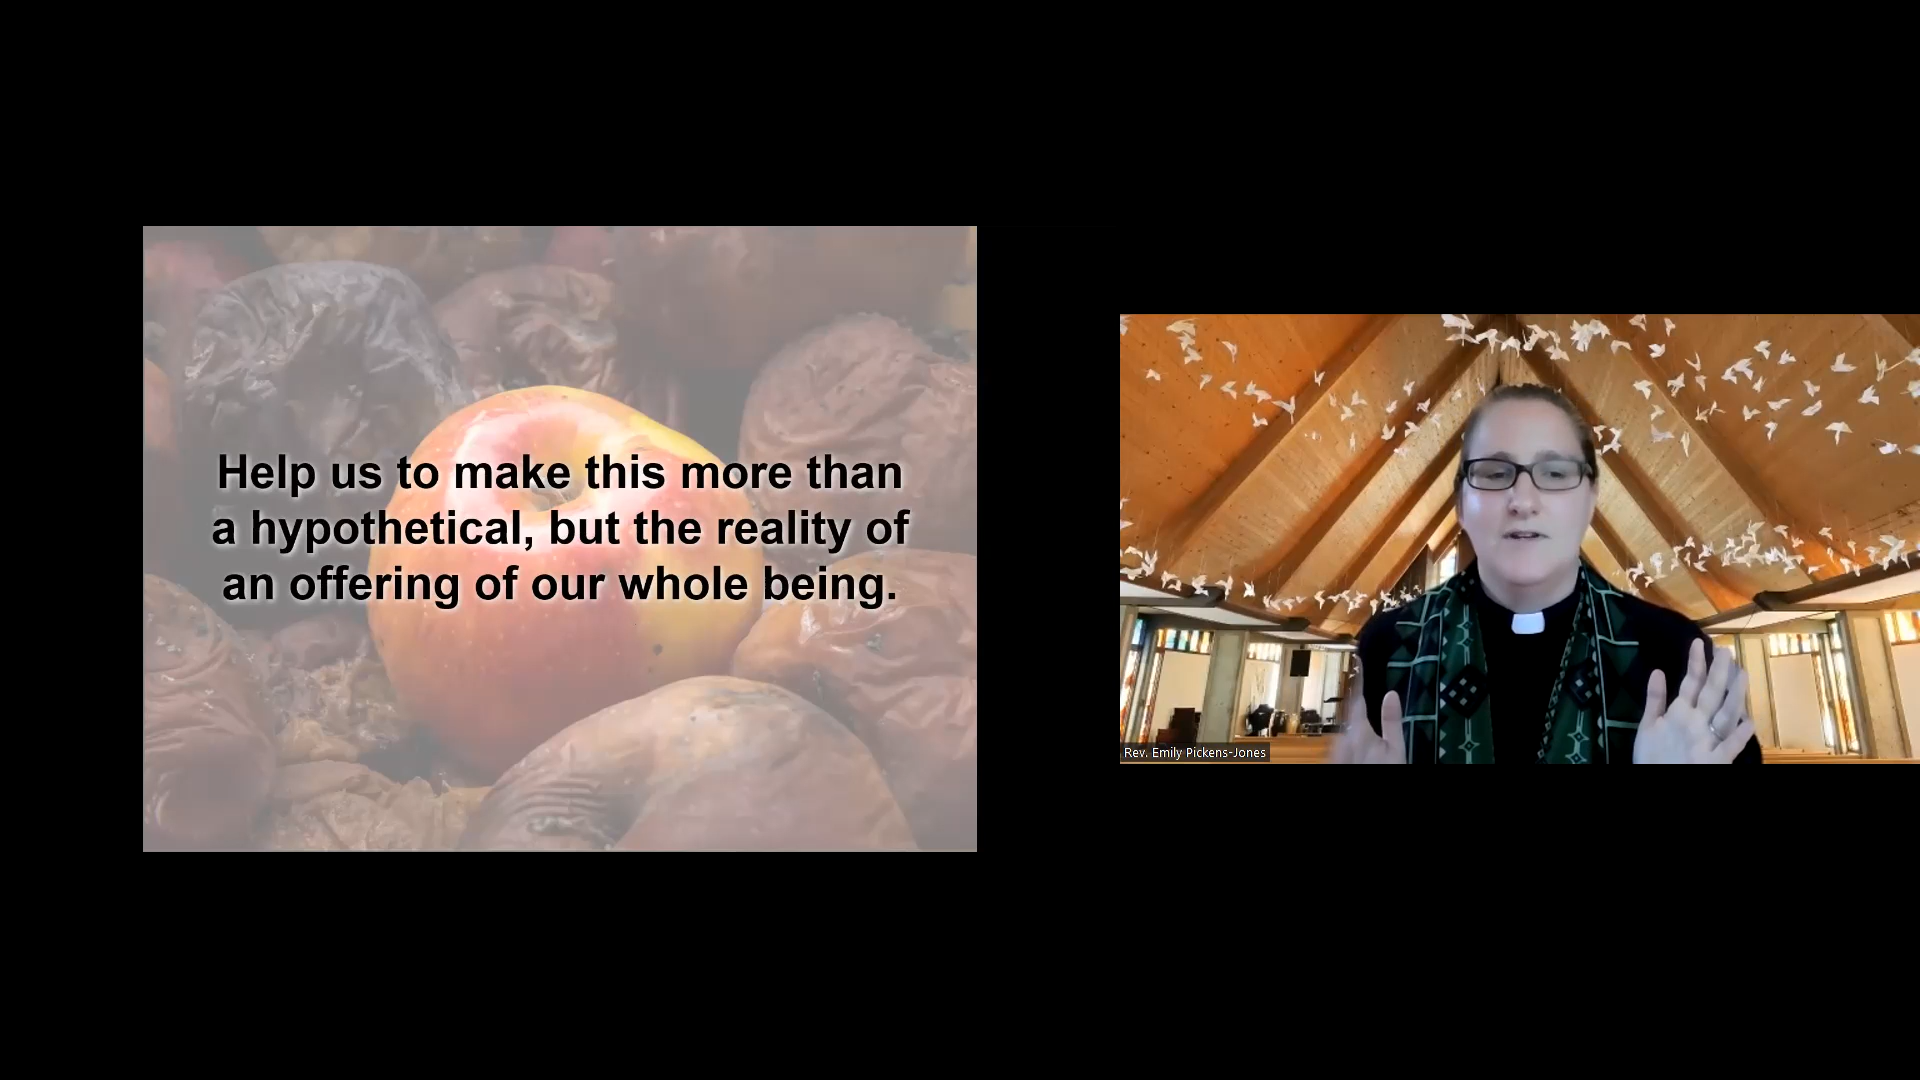 Help us to make this more than
a hypothetical, but the reality of
an offering of our whole being.
Rev. Emily Pickens-Jones